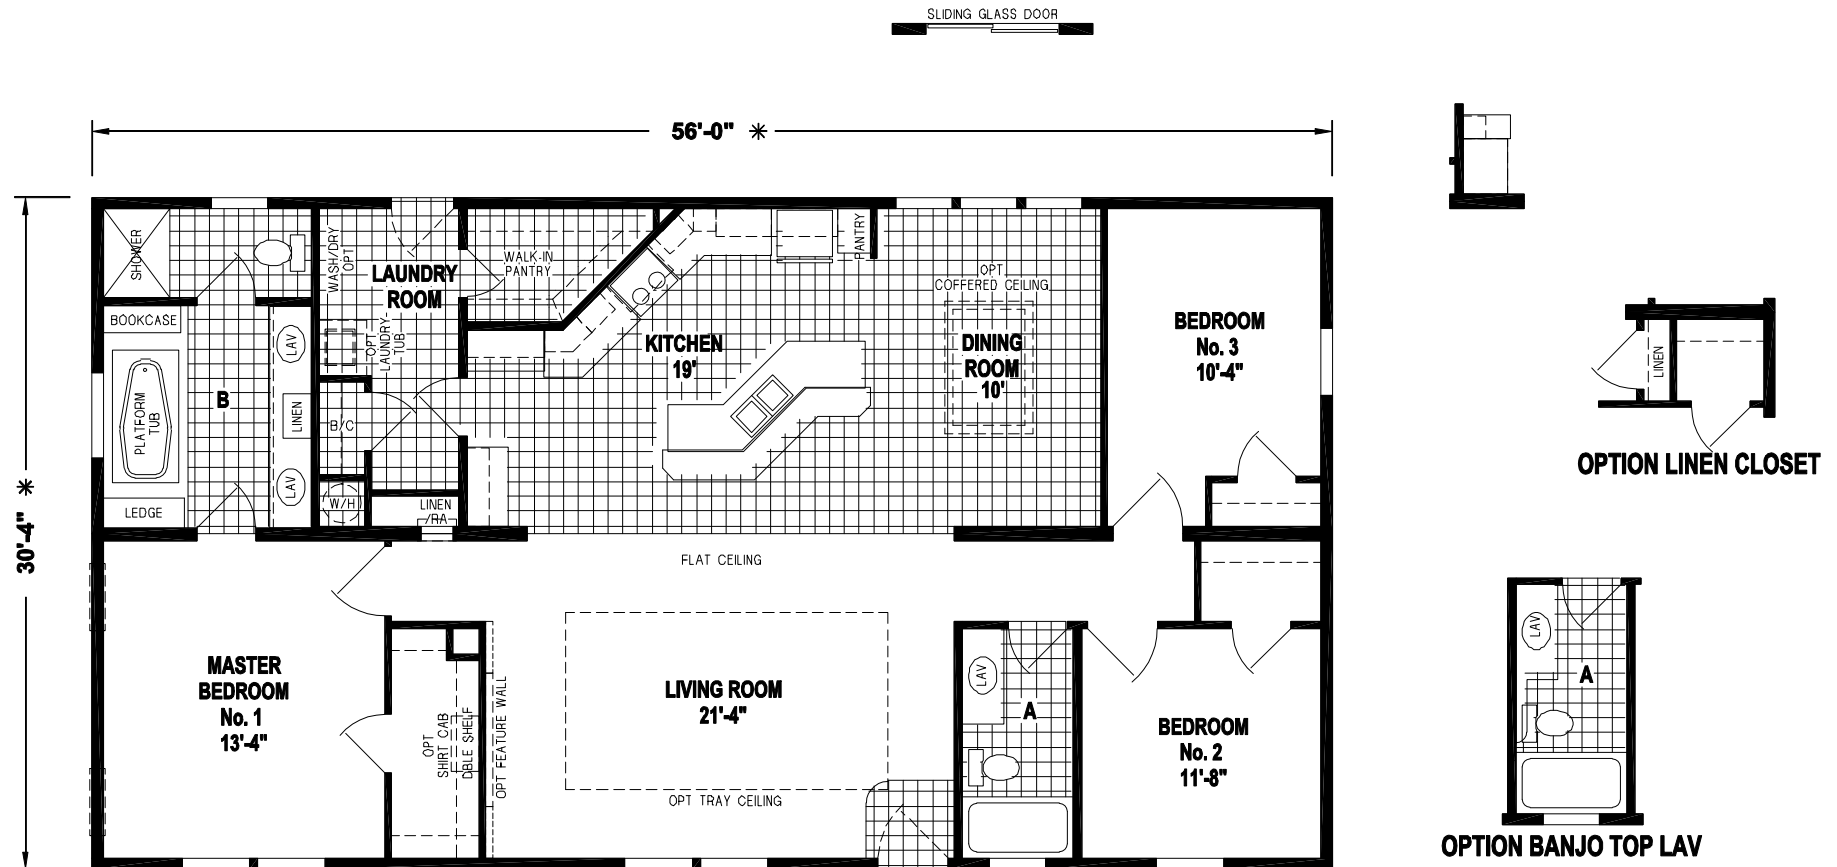 SLIDING GLASS DOOR
56'-0" ✳
30'-4" ✳
SHOWER
WASH/DRY
OPT
LAUNDRY
ROOM
WALK-IN
PANTRY
PANTRY
OPT
COFFERED CEILING
BOOKCASE
LAV
OPT
LAUNDRY
TUB
KITCHEN
19'
DINING
ROOM
10'
BEDROOM
No. 3
10'-4"
PLATFORM
TUB
B
LINEN
B/C
LAV
LEDGE
W/H
LINEN
/RA
FLAT CEILING
MASTER
BEDROOM
No. 1
13'-4"
OPT
SHIRT CAB
DBLE SHELF
OPT FEATURE WALL
LIVING ROOM
21'-4"
OPT TRAY CEILING
LAV
A
BEDROOM
No. 2
11'-8"
LINEN
OPTION LINEN CLOSET
LAV
A
OPTION BANJO TOP LAV